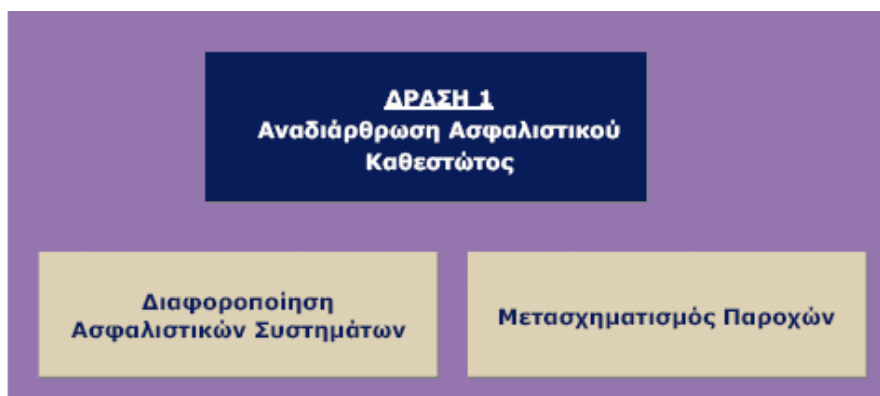 ΔΡΑΣΗ 1
Αναδιάρθρωση Ασφαλιστικού
Καθεστώτος
Διαφοροποίηση
Ασφαλιστικών Συστημάτων
Μετασχηματισμός Παροχών